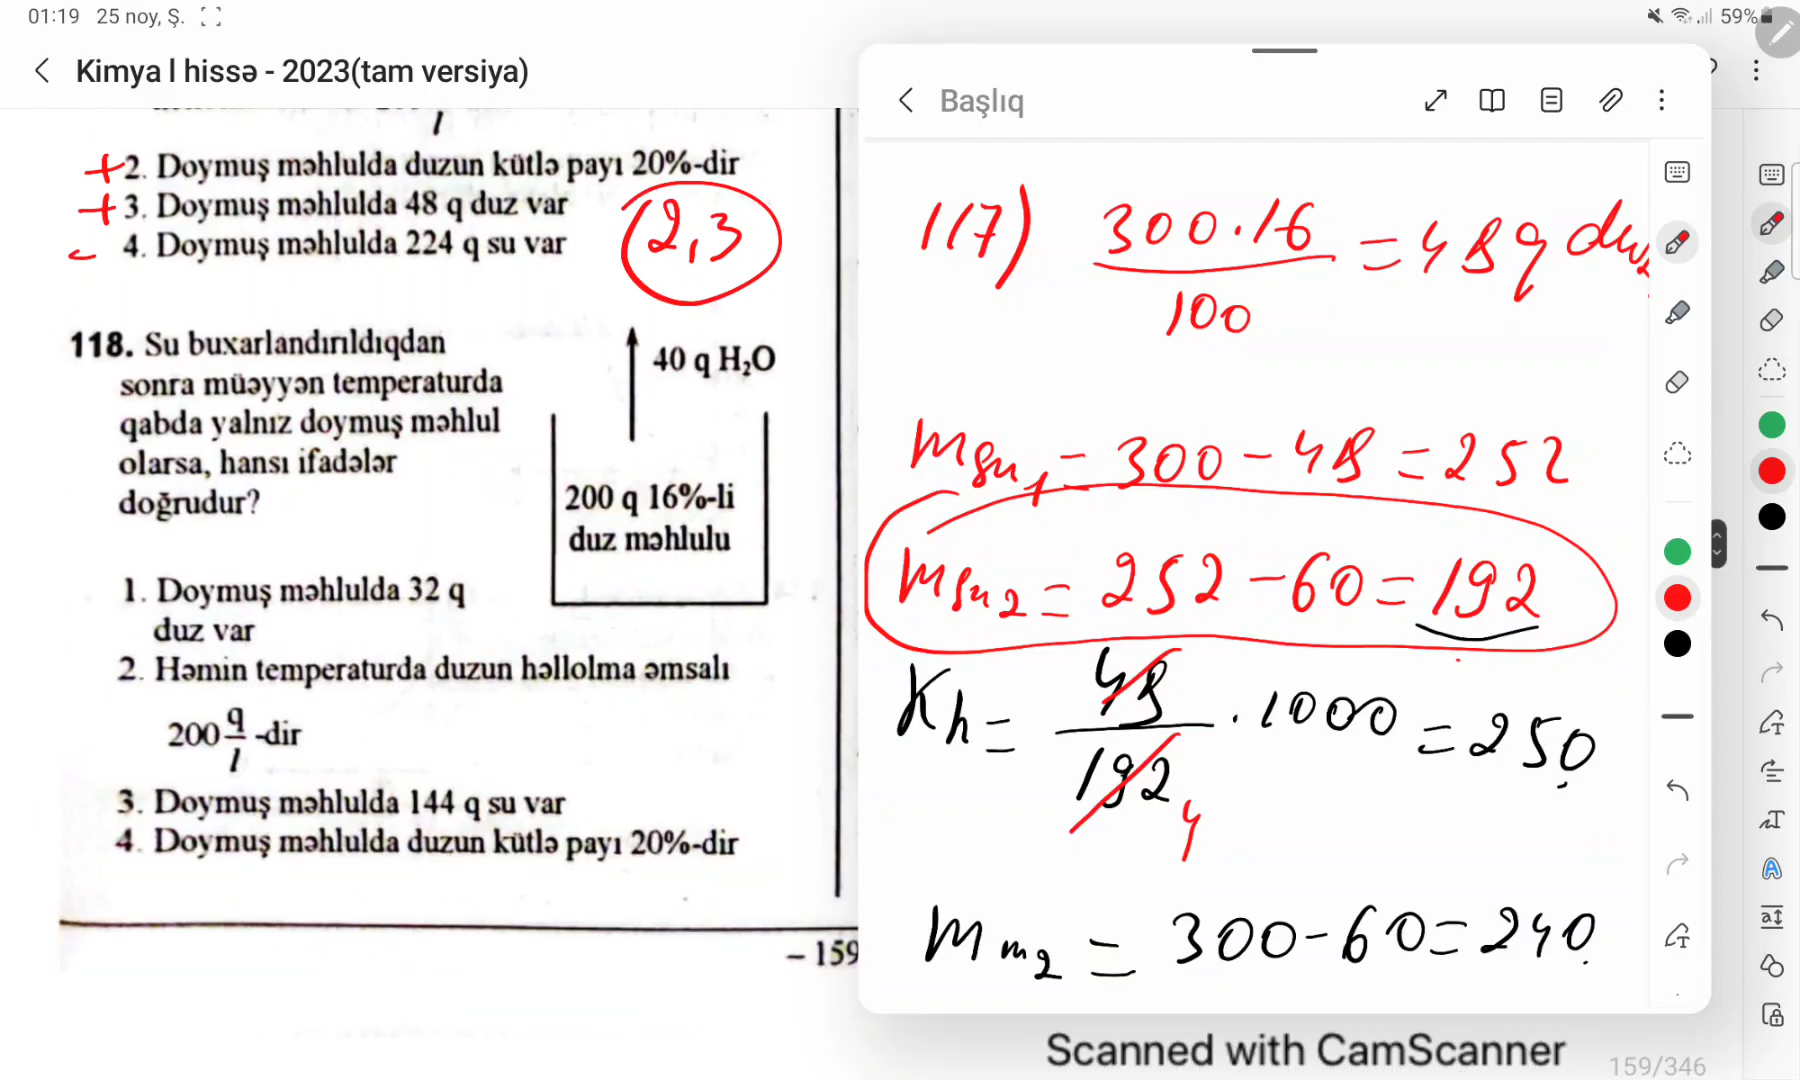 01:19 25 noy, Ş.
59%
Kimya I hissə - 2023(tam versiya)
l
+2. Doymuş məhlulda duzun kütlə payı 20%-dir
+3. Doymuş məhlulda 48 q duz var
- 4. Doymuş məhlulda 224 q su var
2,3
118. Su buxarlandırıldıqdan
sonra müəyyən temperaturda
qabda yalnız doymuş məhlul
olarsa, hansı ifadələr
doğrudur?
40 q H₂O
200 q 16%-li
duz məhlulu
1. Doymuş məhlulda 32 q
duz var
2. Həmin temperaturda duzun həllolma əmsalı
200 q/l -dir
3. Doymuş məhlulda 144 q su var
4. Doymuş məhlulda duzun kütlə payı 20%-dir
– 159
Başlıq
117) 300·16/100 = 48 q duz
msu₁ = 300 - 48 = 252
msu₂ = 252 - 60 = 192
Kh = 48/192 · 1000 = 250
4
mm₂ = 300 - 60 = 240
Scanned with CamScanner
159/346